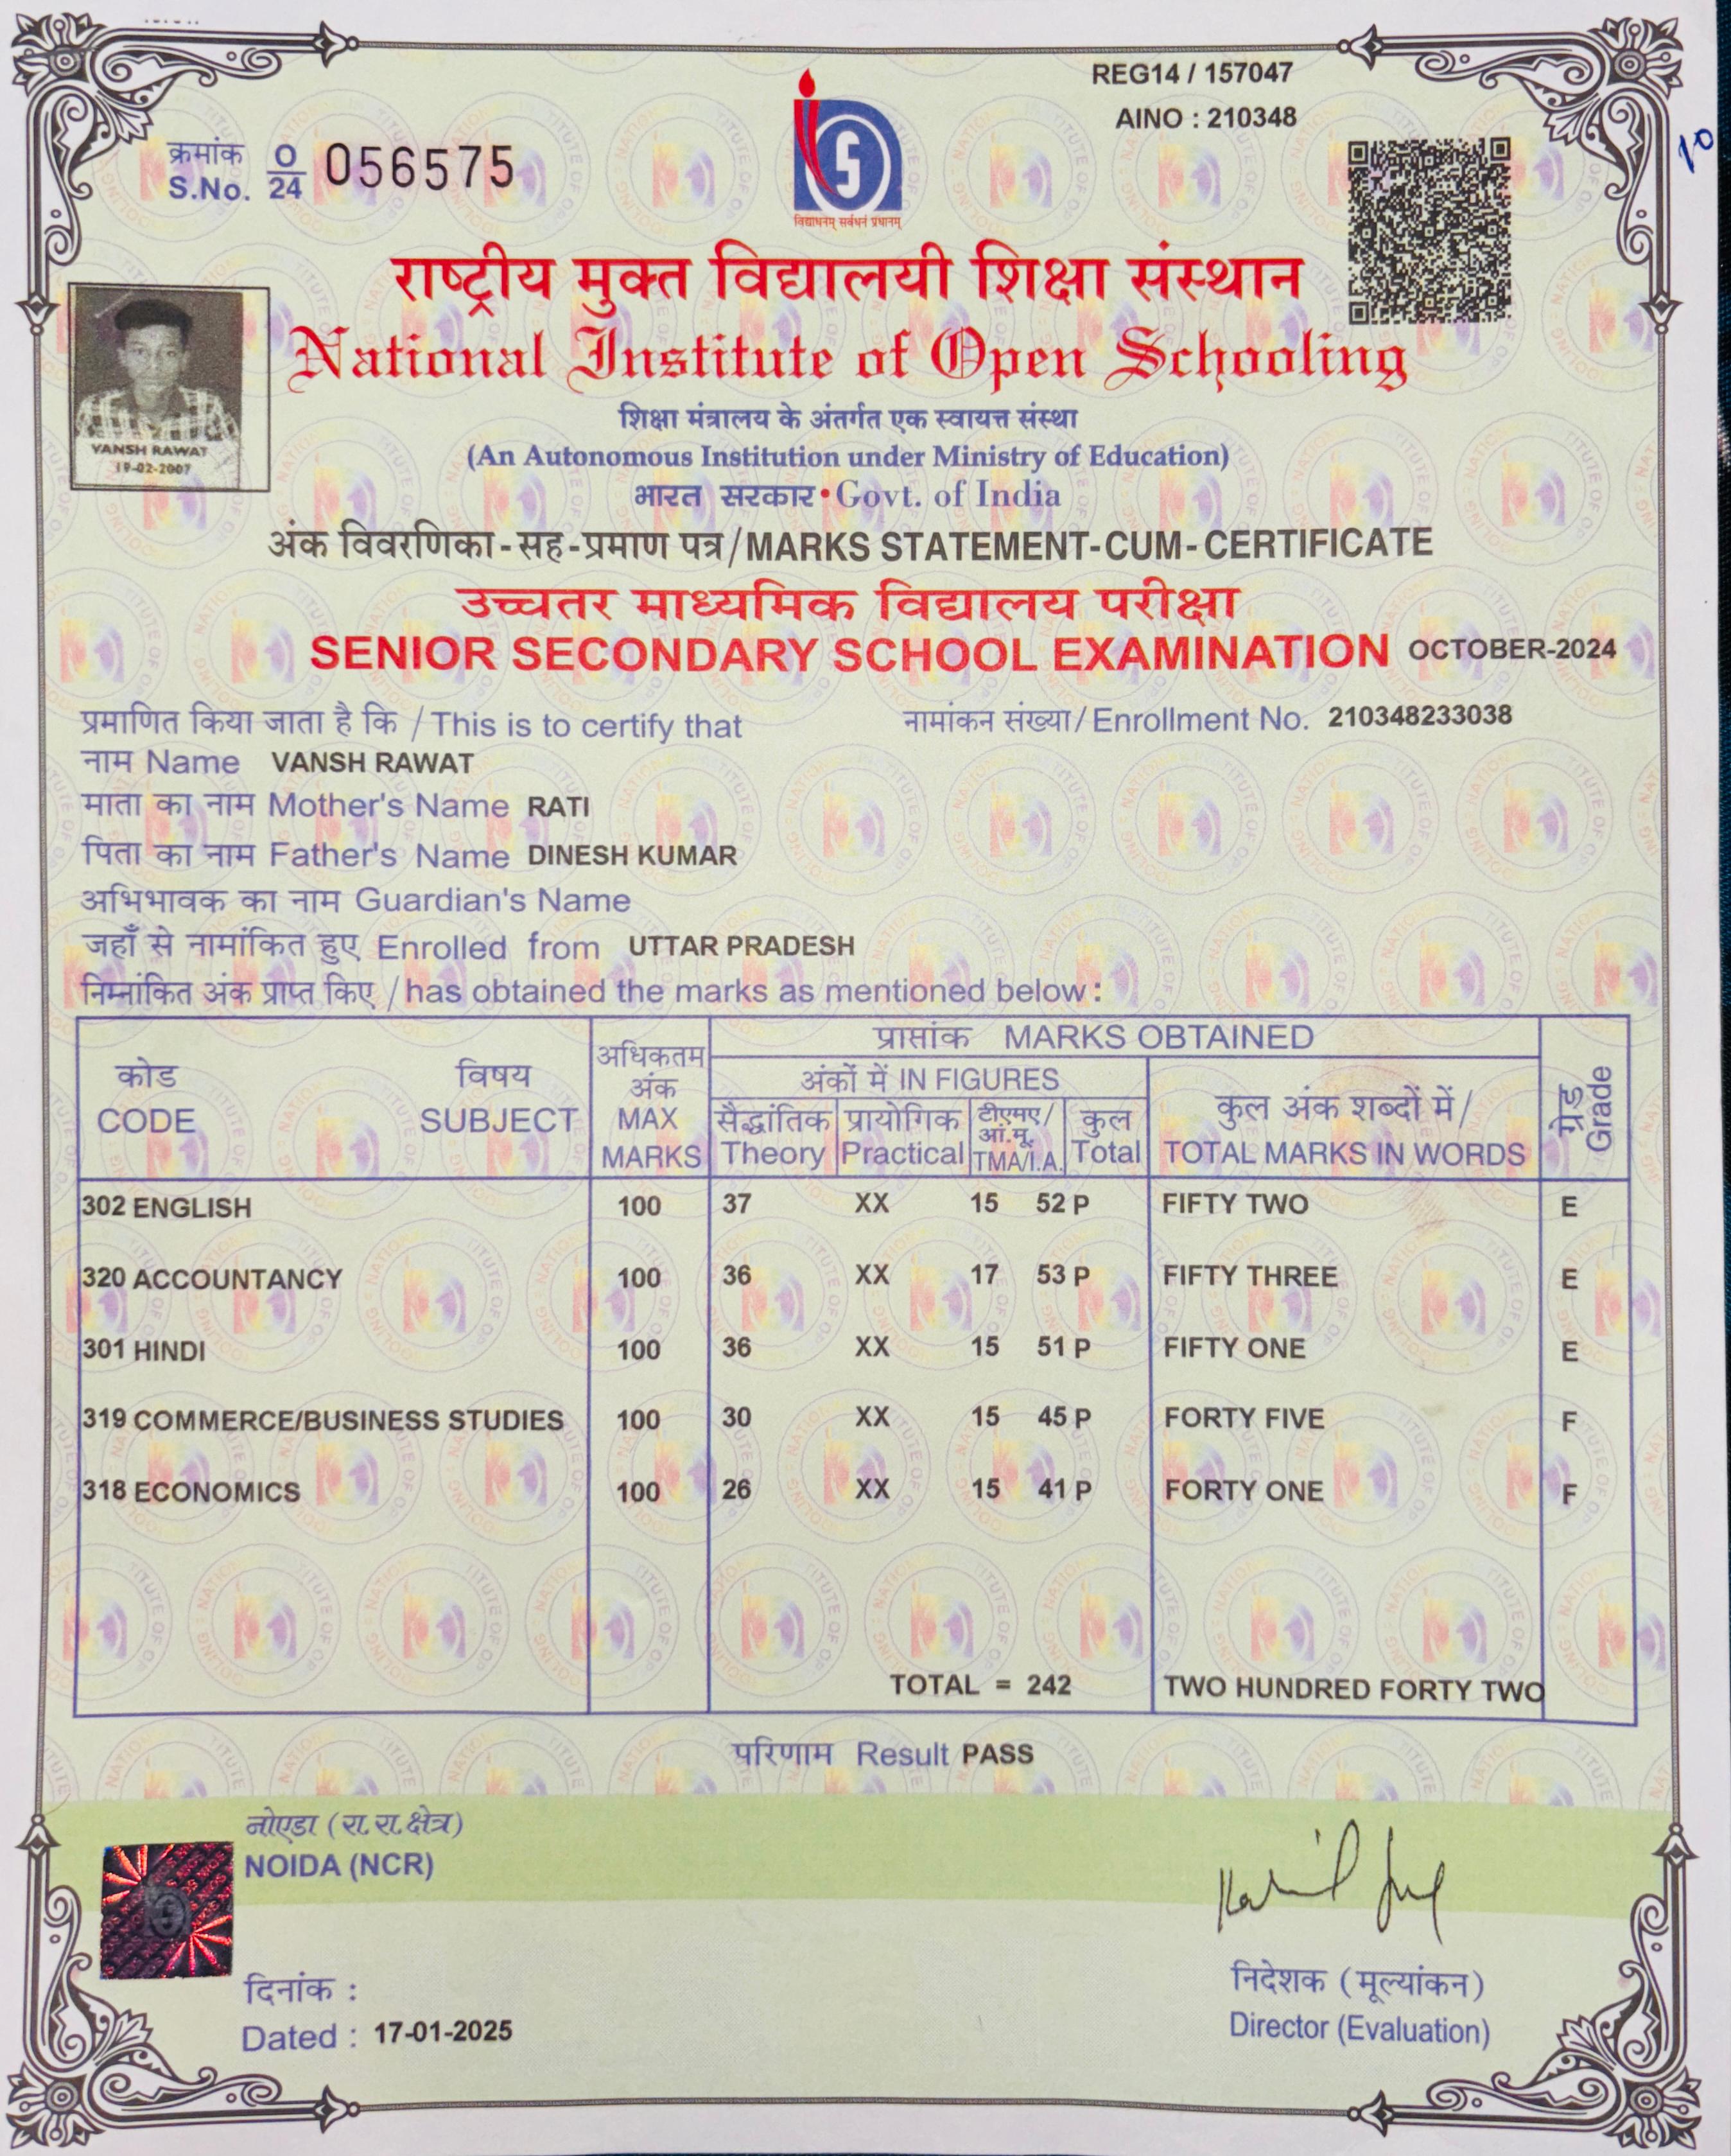 REG14 / 157047
AINO : 210348
10
क्रमांक
S.No. O/24 056575
विद्याधनम् सर्वधनं प्रधानम्
राष्ट्रीय मुक्त विद्यालयी शिक्षा संस्थान
National Institute of Open Schooling
VANSH RAWAT
19-02-2007
शिक्षा मंत्रालय के अंतर्गत एक स्वायत्त संस्था
(An Autonomous Institution under Ministry of Education)
भारत सरकार • Govt. of India
अंक विवरणिका - सह - प्रमाण पत्र / MARKS STATEMENT-CUM- CERTIFICATE
उच्चतर माध्यमिक विद्यालय परीक्षा
SENIOR SECONDARY SCHOOL EXAMINATION OCTOBER-2024
प्रमाणित किया जाता है कि / This is to certify that नामांकन संख्या / Enrollment No. 210348233038
नाम Name VANSH RAWAT
माता का नाम Mother's Name RATI
पिता का नाम Father's Name DINESH KUMAR
अभिभावक का नाम Guardian's Name
जहाँ से नामांकित हुए Enrolled from UTTAR PRADESH
निम्नांकित अंक प्राप्त किए / has obtained the marks as mentioned below :
कोड CODE विषय SUBJECT
अधिकतम अंक MAX MARKS
प्राप्तांक MARKS OBTAINED
अंकों में IN FIGURES
सैद्धांतिक Theory प्रायोगिक Practical टीएमए / आं.मू. TMA/I.A. कुल Total
कुल अंक शब्दों में / TOTAL MARKS IN WORDS
ग्रेड Grade
302 ENGLISH 100 37 XX 15 52 P FIFTY TWO E
320 ACCOUNTANCY 100 36 XX 17 53 P FIFTY THREE E
301 HINDI 100 36 XX 15 51 P FIFTY ONE E
319 COMMERCE/BUSINESS STUDIES 100 30 XX 15 45 P FORTY FIVE F
318 ECONOMICS 100 26 XX 15 41 P FORTY ONE F
TOTAL = 242 TWO HUNDRED FORTY TWO
परिणाम Result PASS
नोएडा (रा. रा. क्षेत्र)
NOIDA (NCR)
दिनांक :
Dated : 17-01-2025
निदेशक (मूल्यांकन)
Director (Evaluation)